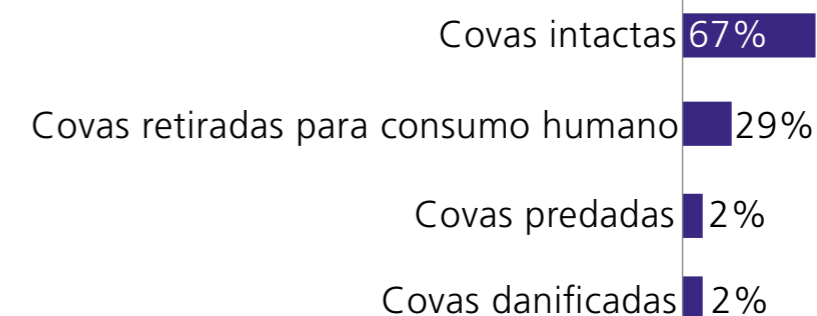 Covas intactas 67%
Covas retiradas para consumo humano 29%
Covas predadas 2%
Covas danificadas 2%